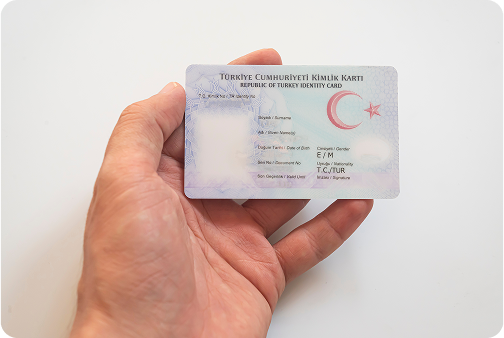 TÜRKİYE CUMHURİYETİ KİMLİK KARTI
REPUBLIC OF TURKEY IDENTITY CARD
T.C. Kimlik No / TR Identity No
Soyadı / Surname
Adı / Given Name(s)
Doğum Tarihi / Date of Birth
Cinsiyeti / Gender
E / M
Seri No / Document No
Uyruğu / Nationality
T.C./TUR
Son Geçerlilik / Valid Until
İmzası / Signature